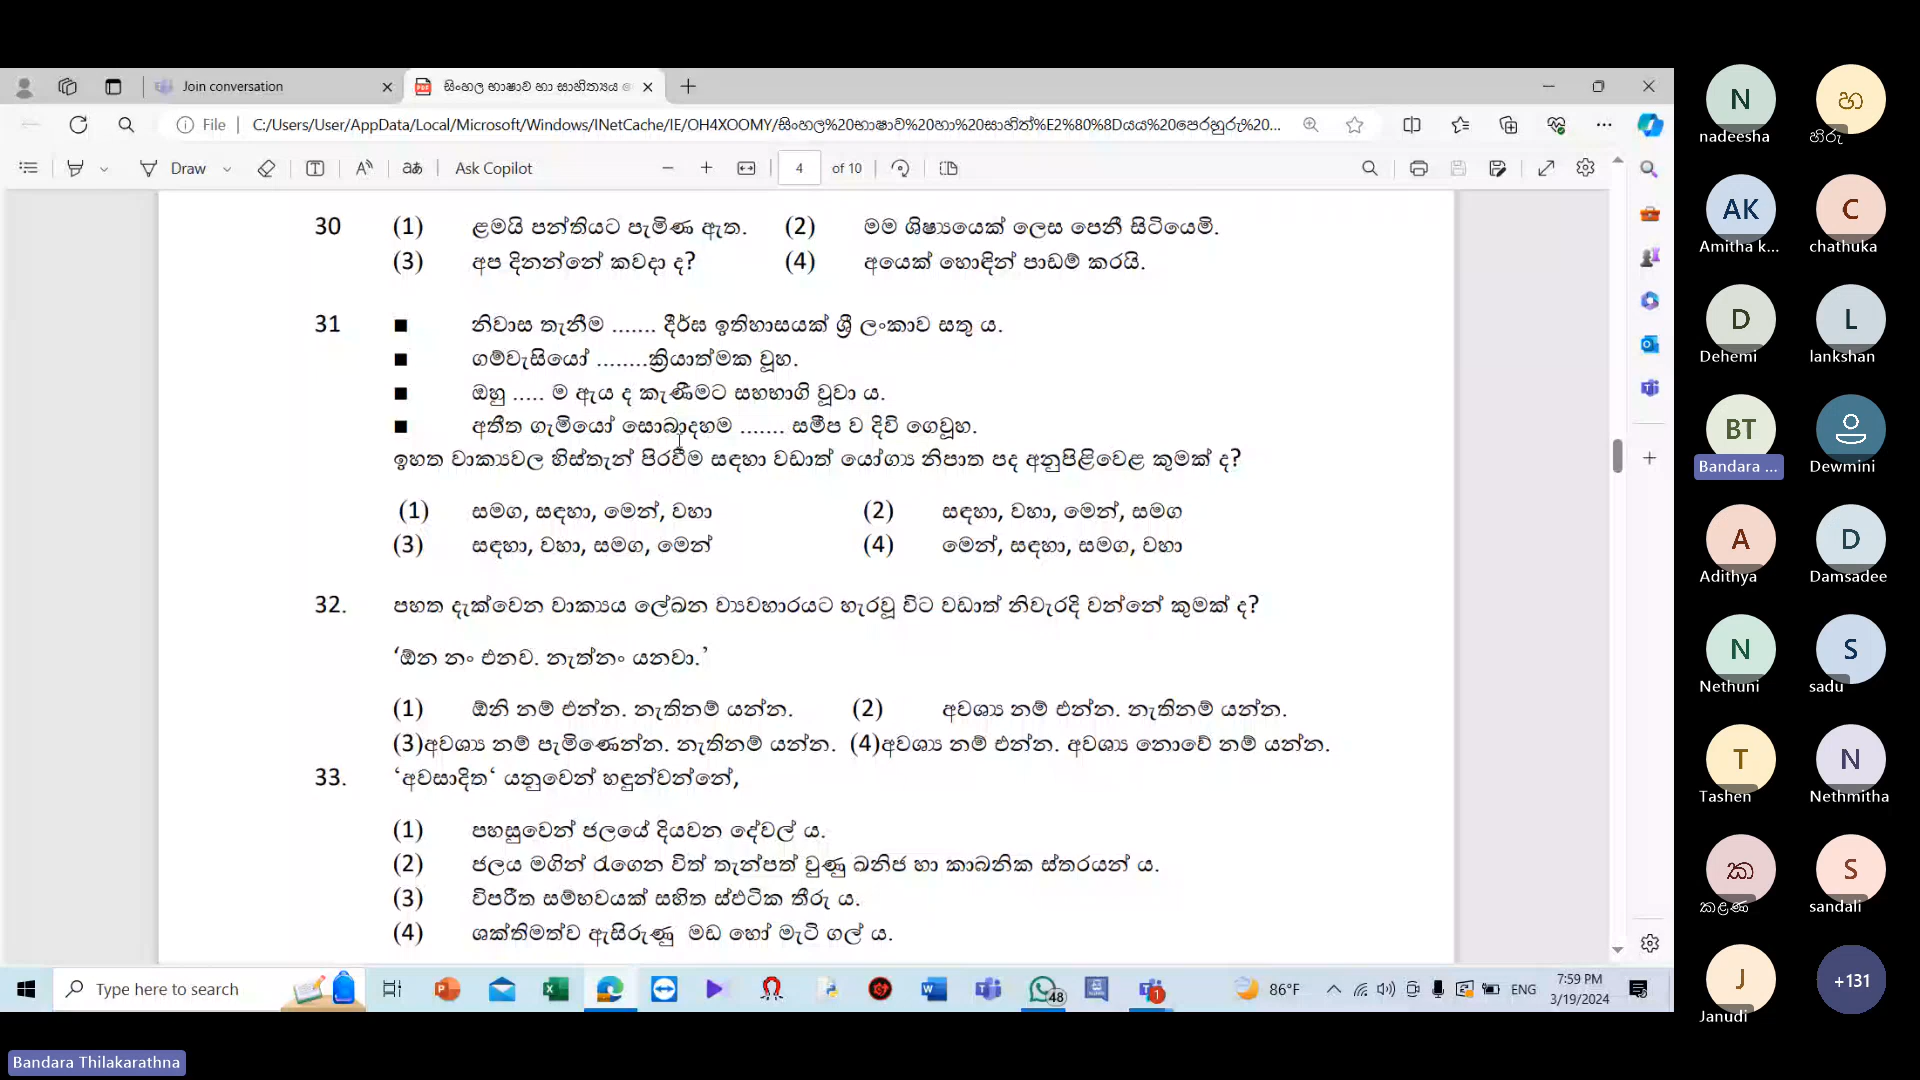 Join conversation
සිංහල භාෂාව හා සාහිත්‍යය
File
C:/Users/User/AppData/Local/Microsoft/Windows/INetCache/IE/OH4XOOMY/සිංහල%20භාෂාව%20හා%20සාහිත්%E2%80%8Dයය%20පෙරහුරු%20...
Draw
Ask Copilot
4 of 10
30 (1) ළමයි පන්තියට පැමිණ ඇත. (2) මම ශිෂ්‍යයෙක් ලෙස පෙනී සිටියෙමි.
(3) අප දිනන්නේ කවදා ද? (4) අයෙක් හොඳින් පාඩම් කරයි.
31 ■ නිවාස තැනීම ....... දීර්ඝ ඉතිහාසයක් ශ්‍රී ලංකාව සතු ය.
■ ගම්වැසියෝ ........ක්‍රියාත්මක වූහ.
■ ඔහු ..... ම ඇය ද කැණීමට සහභාගි වූවා ය.
■ අතීත ගැමියෝ සොබාදහම ....... සමීප ව දිවි ගෙවූහ.
ඉහත වාක්‍යවල හිස්තැන් පිරවීම සඳහා වඩාත් යෝග්‍ය නිපාත පද අනුපිළිවෙළ කුමක් ද?
(1) සමග, සඳහා, මෙන්, වහා (2) සඳහා, වහා, මෙන්, සමග
(3) සඳහා, වහා, සමග, මෙන් (4) මෙන්, සඳහා, සමග, වහා
32. පහත දැක්වෙන වාක්‍යය ලේඛන ව්‍යවහාරයට හැරවූ විට වඩාත් නිවැරදි වන්නේ කුමක් ද?
‘ඕන නං එනව. නැත්නං යනවා.’
(1) ඕනි නම් එන්න. නැතිනම් යන්න. (2) අවශ්‍ය නම් එන්න. නැතිනම් යන්න.
(3)අවශ්‍ය නම් පැමිණෙන්න. නැතිනම් යන්න. (4)අවශ්‍ය නම් එන්න. අවශ්‍ය නොවේ නම් යන්න.
33. ‘අවසාදිත‘ යනුවෙන් හඳුන්වන්නේ,
(1) පහසුවෙන් ජලයේ දියවන දේවල් ය.
(2) ජලය මගින් රැගෙන විත් තැන්පත් වුණු ඛනිජ හා කාබනික ස්තරයන් ය.
(3) විපරීත සම්භවයක් සහිත ස්ඵටික තීරු ය.
(4) ශක්තිමත්ව ඇසිරුණු මඩ හෝ මැටි ගල් ය.
Type here to search
48
1
86°F
ENG
7:59 PM
3/19/2024
N හ
nadeesha හිරු
AK C
Amitha k... chathuka
D L
Dehemi lankshan
BT
Bandara ... Dewmini
A D
Adithya Damsadee
N S
Nethuni sadu
T N
Tashen Nethmitha
ක S
කළණ sandali
J +131
Janudi
Bandara Thilakarathna